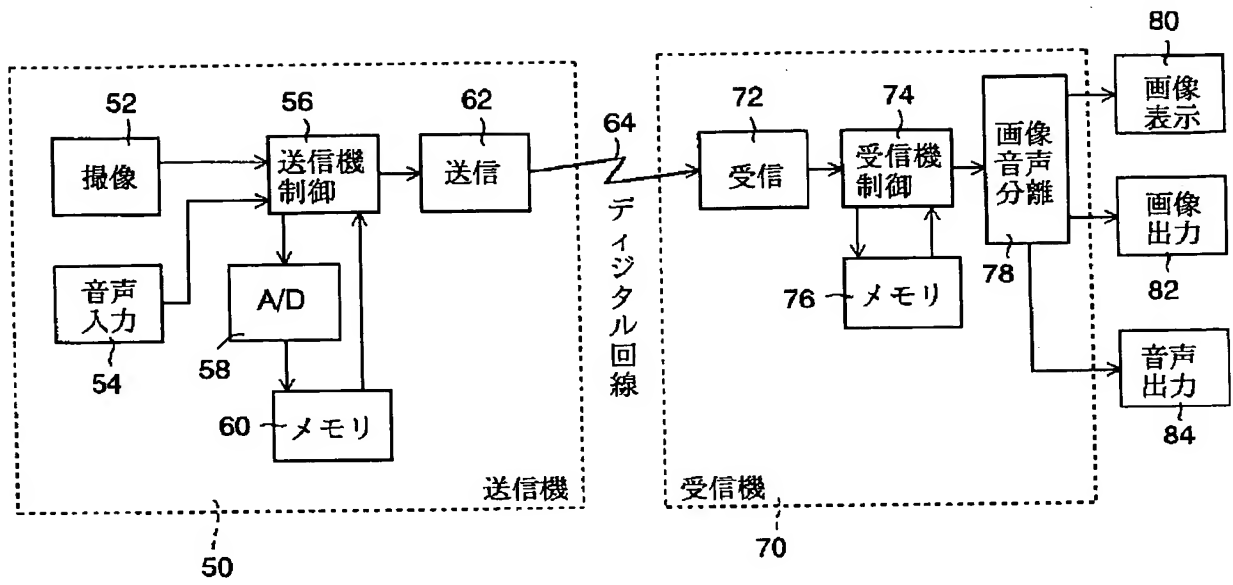 52
撮像
54
音声
入力
56
送信機
制御
58
A/D
60
メモリ
62
送信
送信機
50
64
ディジタル回線
72
受信
74
受信機
制御
76
メモリ
画像
音声
分離
78
受信機
70
80
画像
表示
画像
出力
82
音声
出力
84